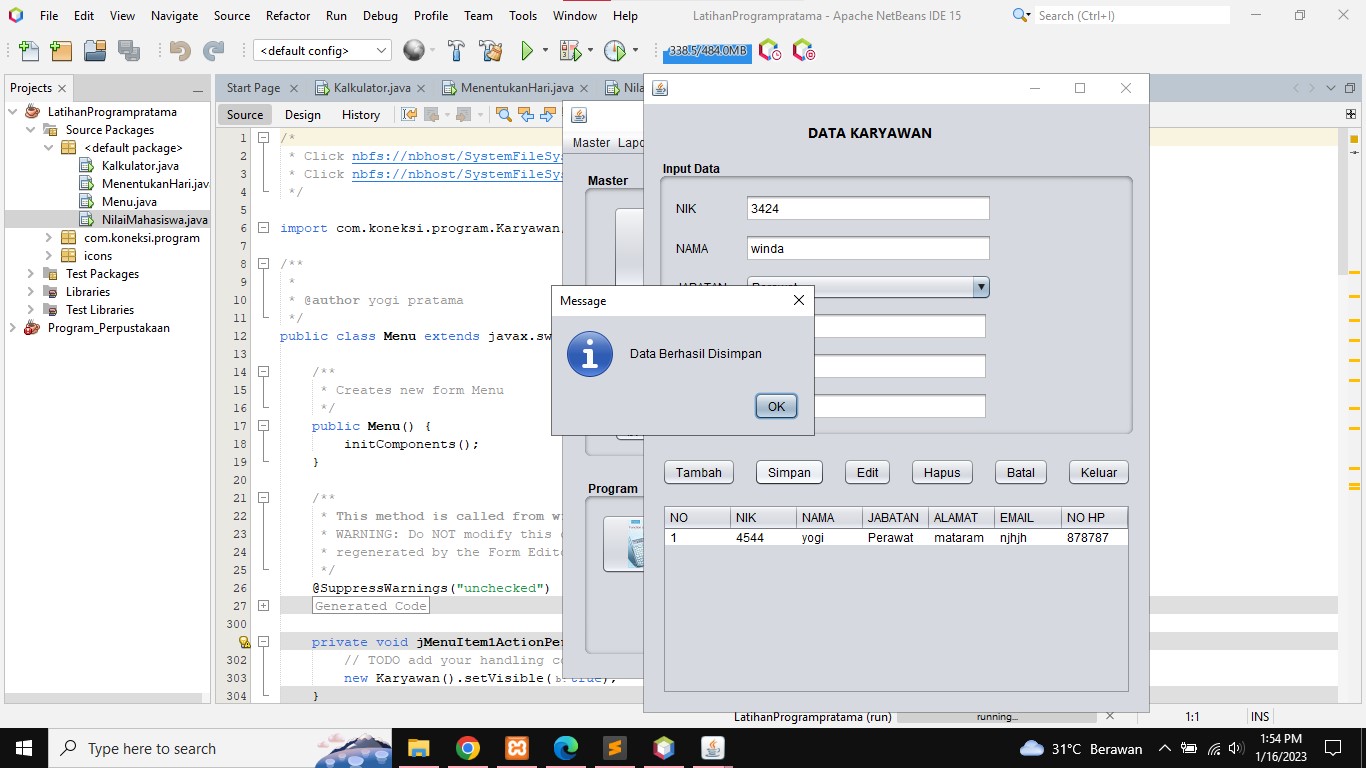 File Edit View Navigate Source Refactor Run Debug Profile Team Tools Window Help LatihanProgrampratama - Apache NetBeans IDE 15 Search (Ctrl+I)
<default config> 338.5/484.0MB
Projects
LatihanProgrampratama
Source Packages
<default package>
Kalkulator.java
MenentukanHari.java
Menu.java
NilaiMahasiswa.java
com.koneksi.program
icons
Test Packages
Libraries
Test Libraries
Program_Perpustakaan
Start Page Kalkulator.java MenentukanHari.java Nila
Source Design History
1 /*
2 * Click nbfs://nbhost/SystemFileSys
3 * Click nbfs://nbhost/SystemFileSys
4 */
5
6 import com.koneksi.program.Karyawan
7
8 /**
9 *
10 * @author yogi pratama
11 */
12 public class Menu extends javax.sw
13
14 /**
15 * Creates new form Menu
16 */
17 public Menu() {
18 initComponents();
19 }
20
21 /**
22 * This method is called from w
23 * WARNING: Do NOT modify this
24 * regenerated by the Form Edit
25 */
26 @SuppressWarnings("unchecked")
27 Generated Code
300
private void jMenuItem1ActionPer
302 // TODO add your handling c
303 new Karyawan().setVisible(b: true);
304 }
Master Lapo
Master
Program
DATA KARYAWAN
Input Data
NIK 3424
NAMA winda
JABATAN Perawat
Message
Data Berhasil Disimpan
OK
Tambah Simpan Edit Hapus Batal Keluar
NO NIK NAMA JABATAN ALAMAT EMAIL NO HP
1 4544 yogi Perawat mataram njhjh 878787
LatihanProgrampratama (run) running... 1:1 INS
Type here to search 31°C Berawan 1:54 PM
1/16/2023